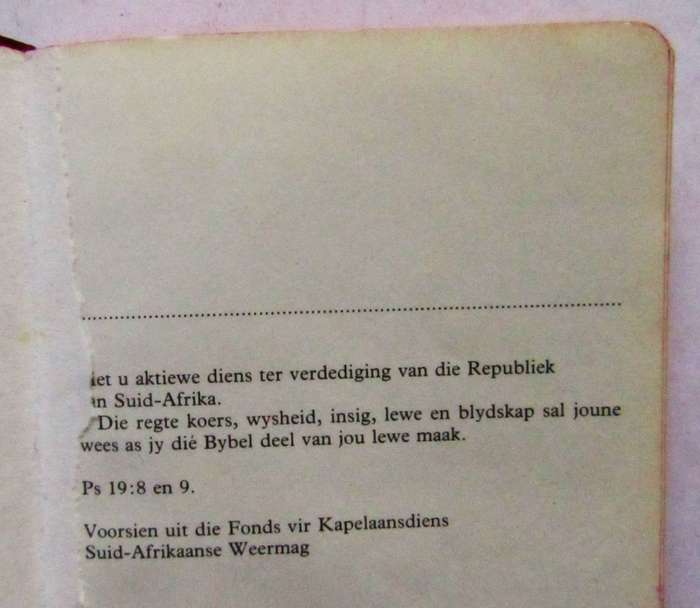 ........................................................................
iet u aktiewe diens ter verdediging van die Republiek
n Suid-Afrika.
Die regte koers, wysheid, insig, lewe en blydskap sal joune
wees as jy dié Bybel deel van jou lewe maak.
Ps 19:8 en 9.
Voorsien uit die Fonds vir Kapelaansdiens
Suid-Afrikaanse Weermag